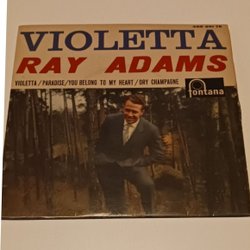 VIOLETTA
RAY ADAMS
VIOLETTA / PARADISE / YOU BELONG TO MY HEART / DRY CHAMPAGNE
fontana